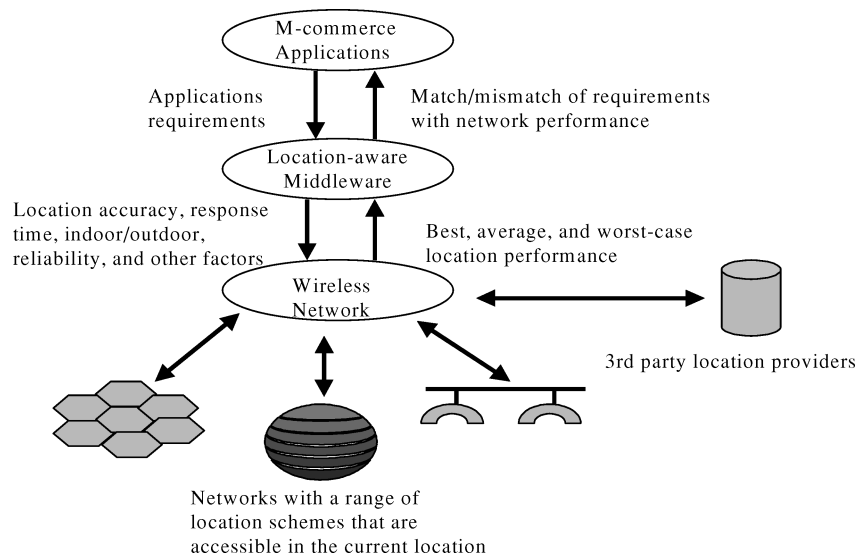 M-commerce
Applications
Applications
requirements
Match/mismatch of requirements
with network performance
Location-aware
Middleware
Location accuracy, response
time, indoor/outdoor,
reliability, and other factors
Best, average, and worst-case
location performance
Wireless
Network
3rd party location providers
Networks with a range of
location schemes that are
accessible in the current location